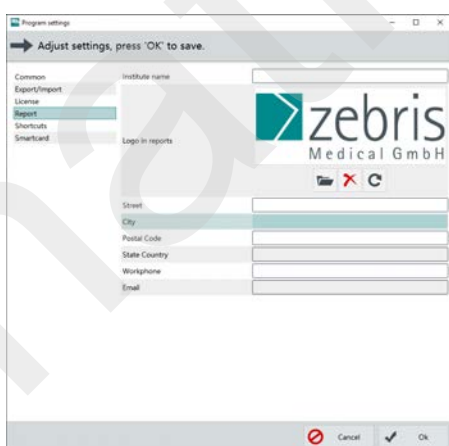 Program settings
Adjust settings, press 'OK' to save.
Common
Export/Import
License
Report
Shortcuts
Smartcard
Institute name
Logo in reports
zebris
Medical GmbH
Street
City
Postal Code
State Country
Workphone
Email
Cancel
Ok